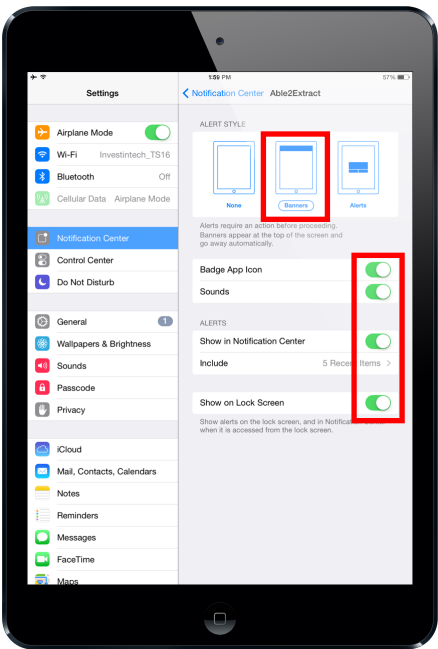 1:59 PM
57%
Settings
Notification Center
Able2Extract
Airplane Mode
Wi-Fi
Investintech_TS16
Bluetooth
Off
Cellular Data
Airplane Mode
Notification Center
Control Center
Do Not Disturb
General
1
Wallpapers & Brightness
Sounds
Passcode
Privacy
iCloud
Mail, Contacts, Calendars
Notes
Reminders
Messages
FaceTime
Maps
ALERT STYLE
None
Banners
Alerts
Alerts require an action before proceeding.
Banners appear at the top of the screen and
go away automatically.
Badge App Icon
Sounds
ALERTS
Show in Notification Center
Include
5 Recent Items
Show on Lock Screen
Show alerts on the lock screen, and in Notification
when it is accessed from the lock screen.